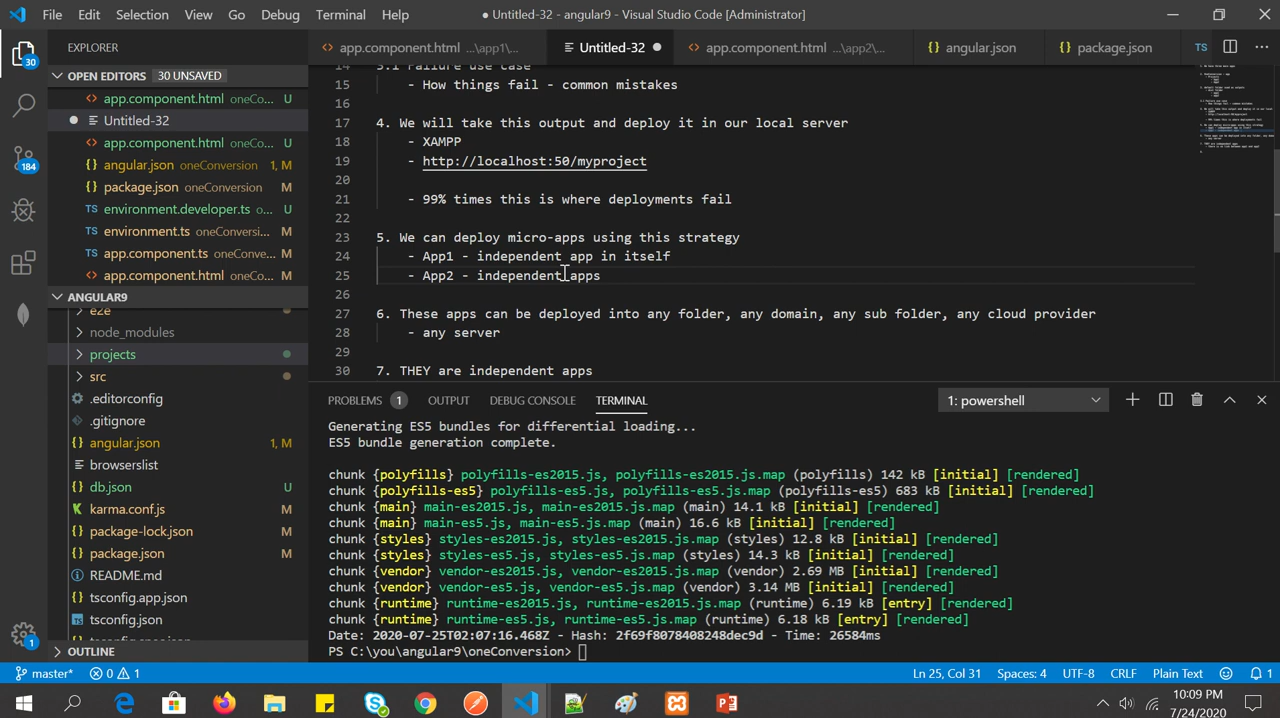 File Edit Selection View Go Debug Terminal Help
● Untitled-32 - angular9 - Visual Studio Code [Administrator]
EXPLORER
app.component.html ...\app1\...
Untitled-32
app.component.html ...\app2\...
angular.json
package.json
TS
30
OPEN EDITORS 30 UNSAVED
app.component.html oneCo... U
Untitled-32
app.component.html oneCo... U
angular.json oneConversion 1, M
package.json oneConversion M
TS environment.developer.ts o... U
TS environment.ts oneConversi... M
TS app.component.ts oneConv... M
app.component.html oneCo... M
184
ANGULAR9
e2e
node_modules
projects
src
.editorconfig
.gitignore
angular.json 1, M
browserslist
db.json U
karma.conf.js M
package-lock.json M
package.json M
README.md
tsconfig.app.json
tsconfig.json
OUTLINE
1
14 3.1 Failure use case
15 - How things fail - common mistakes
16
17 4. We will take the output and deploy it in our local server
18 - XAMPP
19 - http://localhost:50/myproject
20
21 - 99% times this is where deployments fail
22
23 5. We can deploy micro-apps using this strategy
24 - App1 - independent app in itself
25 - App2 - independent apps
26
27 6. These apps can be deployed into any folder, any domain, any sub folder, any cloud provider
28 - any server
29
30 7. THEY are independent apps
PROBLEMS 1 OUTPUT DEBUG CONSOLE TERMINAL 1: powershell
Generating ES5 bundles for differential loading...
ES5 bundle generation complete.
chunk {polyfills} polyfills-es2015.js, polyfills-es2015.js.map (polyfills) 142 kB [initial] [rendered]
chunk {polyfills-es5} polyfills-es5.js, polyfills-es5.js.map (polyfills-es5) 683 kB [initial] [rendered]
chunk {main} main-es2015.js, main-es2015.js.map (main) 14.1 kB [initial] [rendered]
chunk {main} main-es5.js, main-es5.js.map (main) 16.6 kB [initial] [rendered]
chunk {styles} styles-es2015.js, styles-es2015.js.map (styles) 12.8 kB [initial] [rendered]
chunk {styles} styles-es5.js, styles-es5.js.map (styles) 14.3 kB [initial] [rendered]
chunk {vendor} vendor-es2015.js, vendor-es2015.js.map (vendor) 2.69 MB [initial] [rendered]
chunk {vendor} vendor-es5.js, vendor-es5.js.map (vendor) 3.14 MB [initial] [rendered]
chunk {runtime} runtime-es2015.js, runtime-es2015.js.map (runtime) 6.19 kB [entry] [rendered]
chunk {runtime} runtime-es5.js, runtime-es5.js.map (runtime) 6.18 kB [entry] [rendered]
Date: 2020-07-25T02:07:16.468Z - Hash: 2f69f8078408248dec9d - Time: 26584ms
PS C:\you\angular9\oneConversion>
master* 0 1
Ln 25, Col 31 Spaces: 4 UTF-8 CRLF Plain Text 1
10:09 PM
7/24/2020